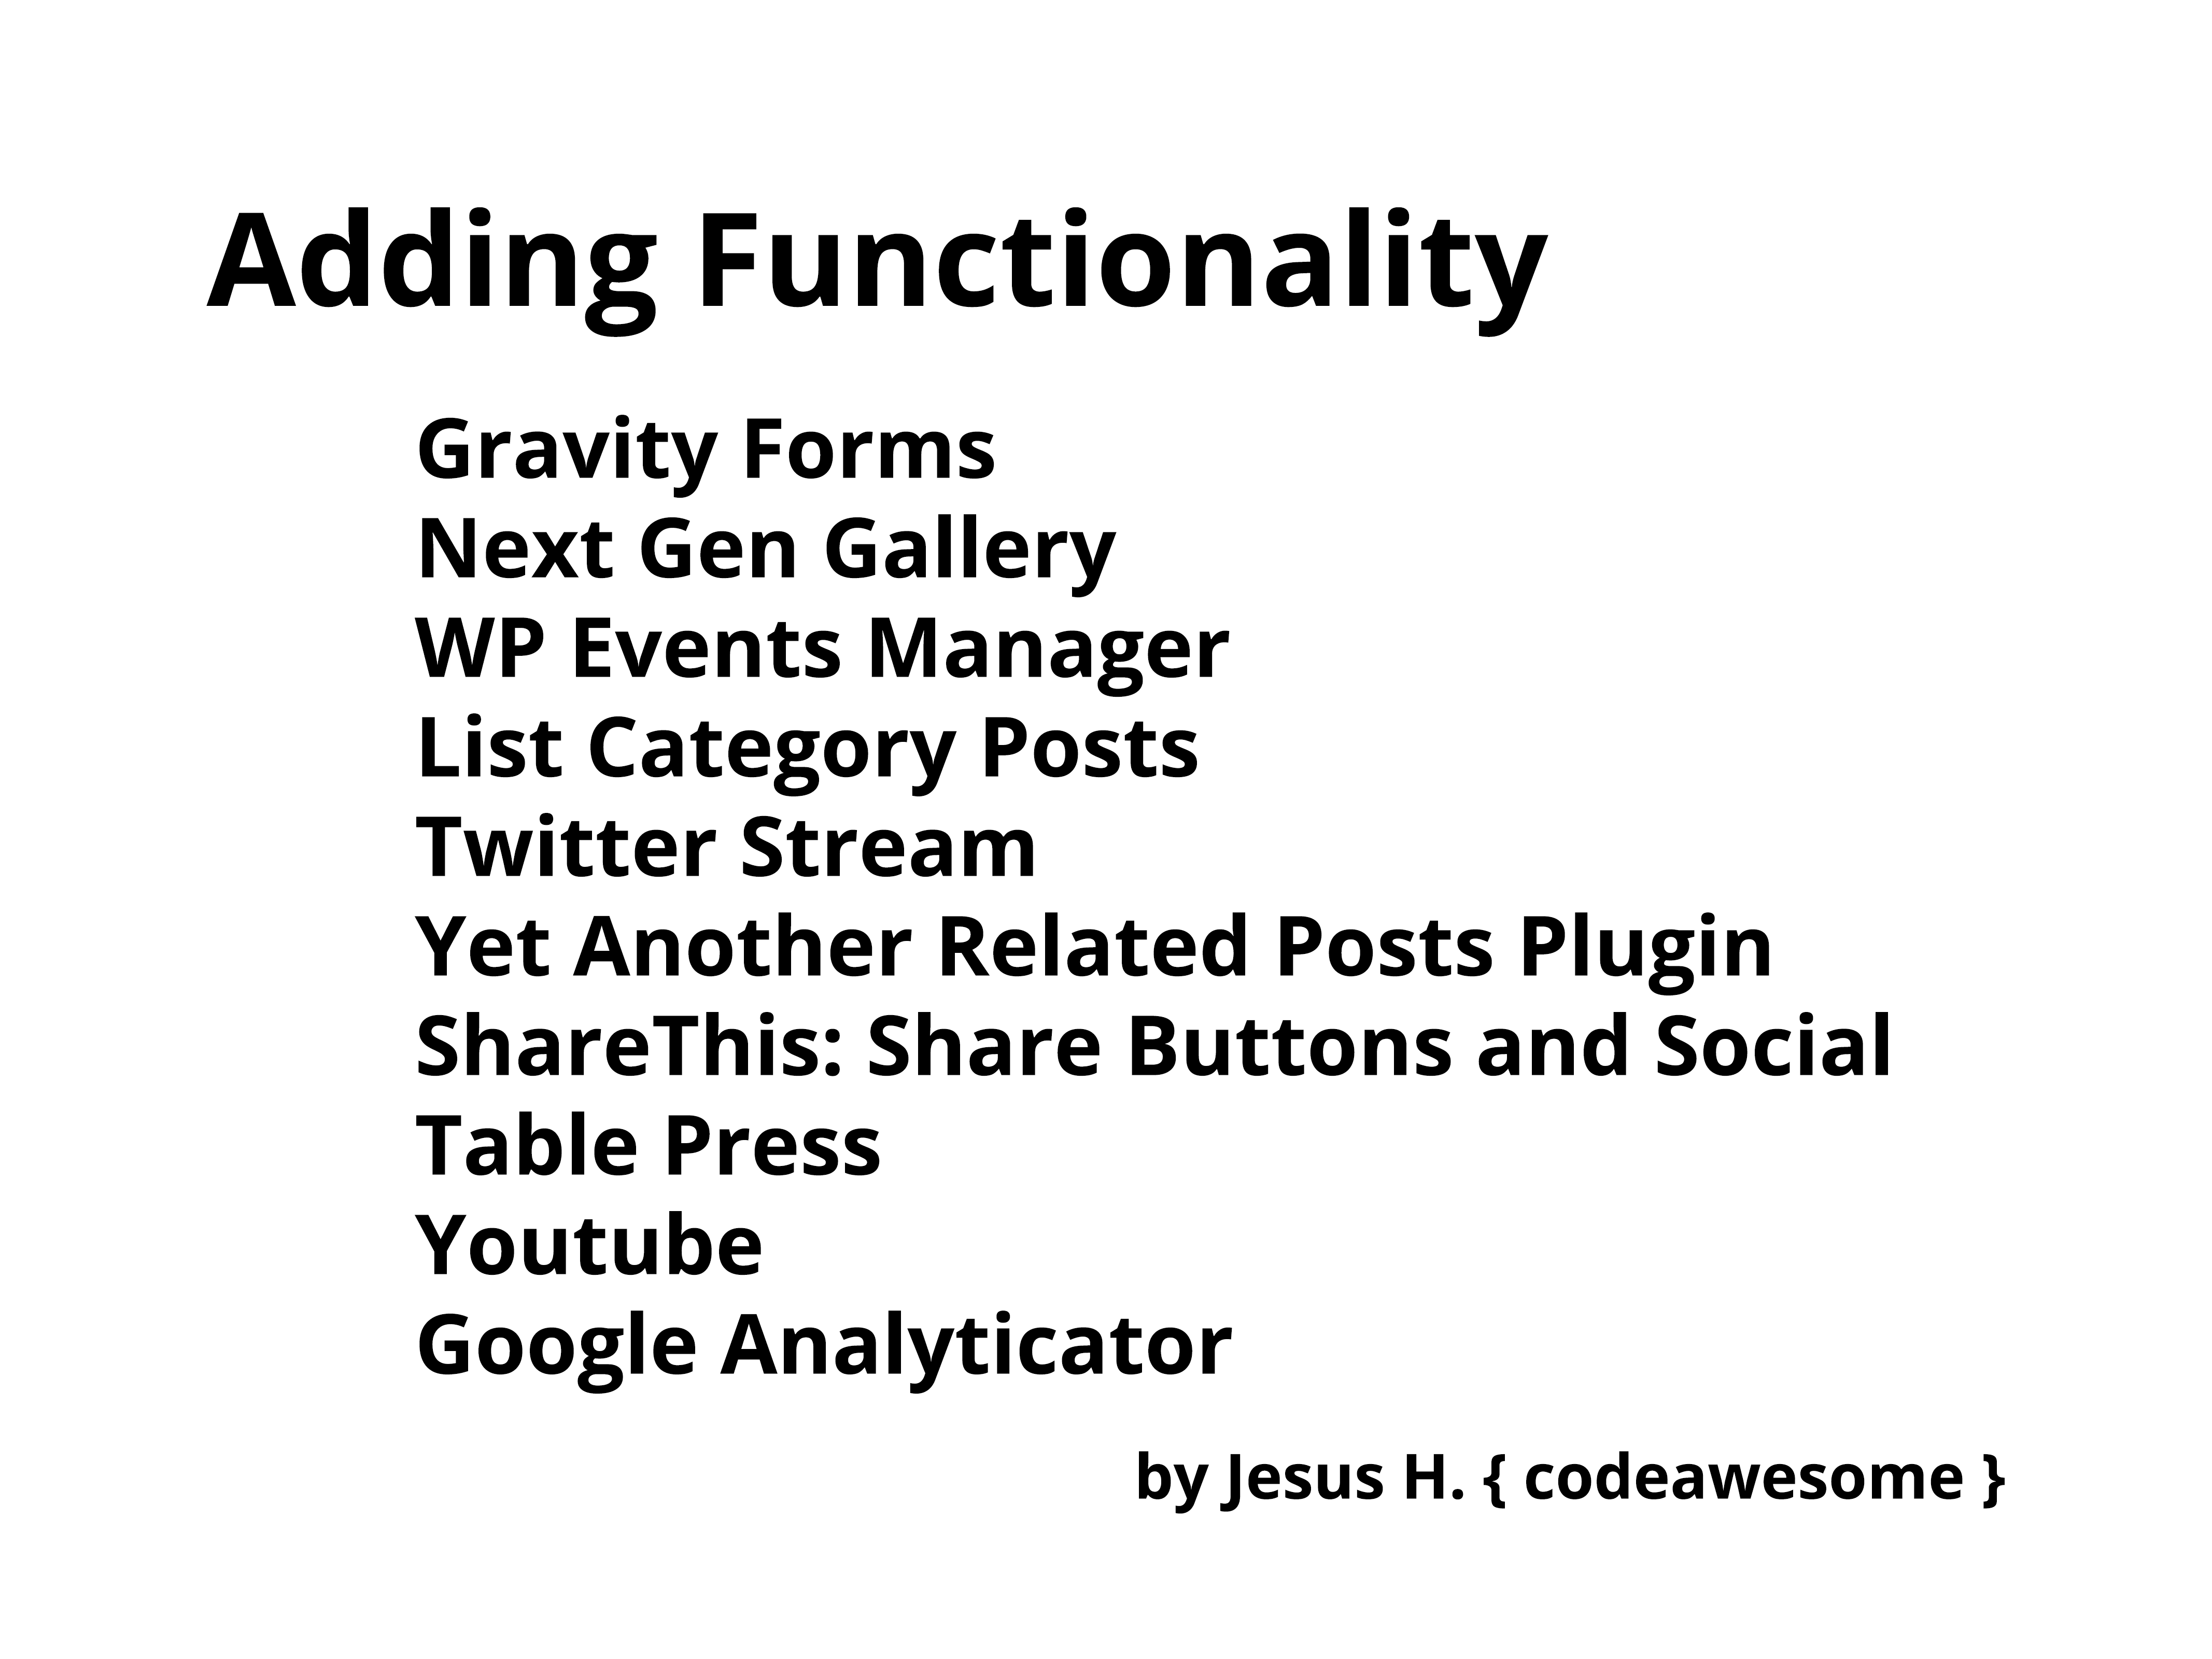 Adding Functionality
Gravity Forms
Next Gen Gallery
WP Events Manager
List Category Posts
Twitter Stream
Yet Another Related Posts Plugin
ShareThis: Share Buttons and Social
Table Press
Youtube
Google Analyticator
by Jesus H. { codeawesome }